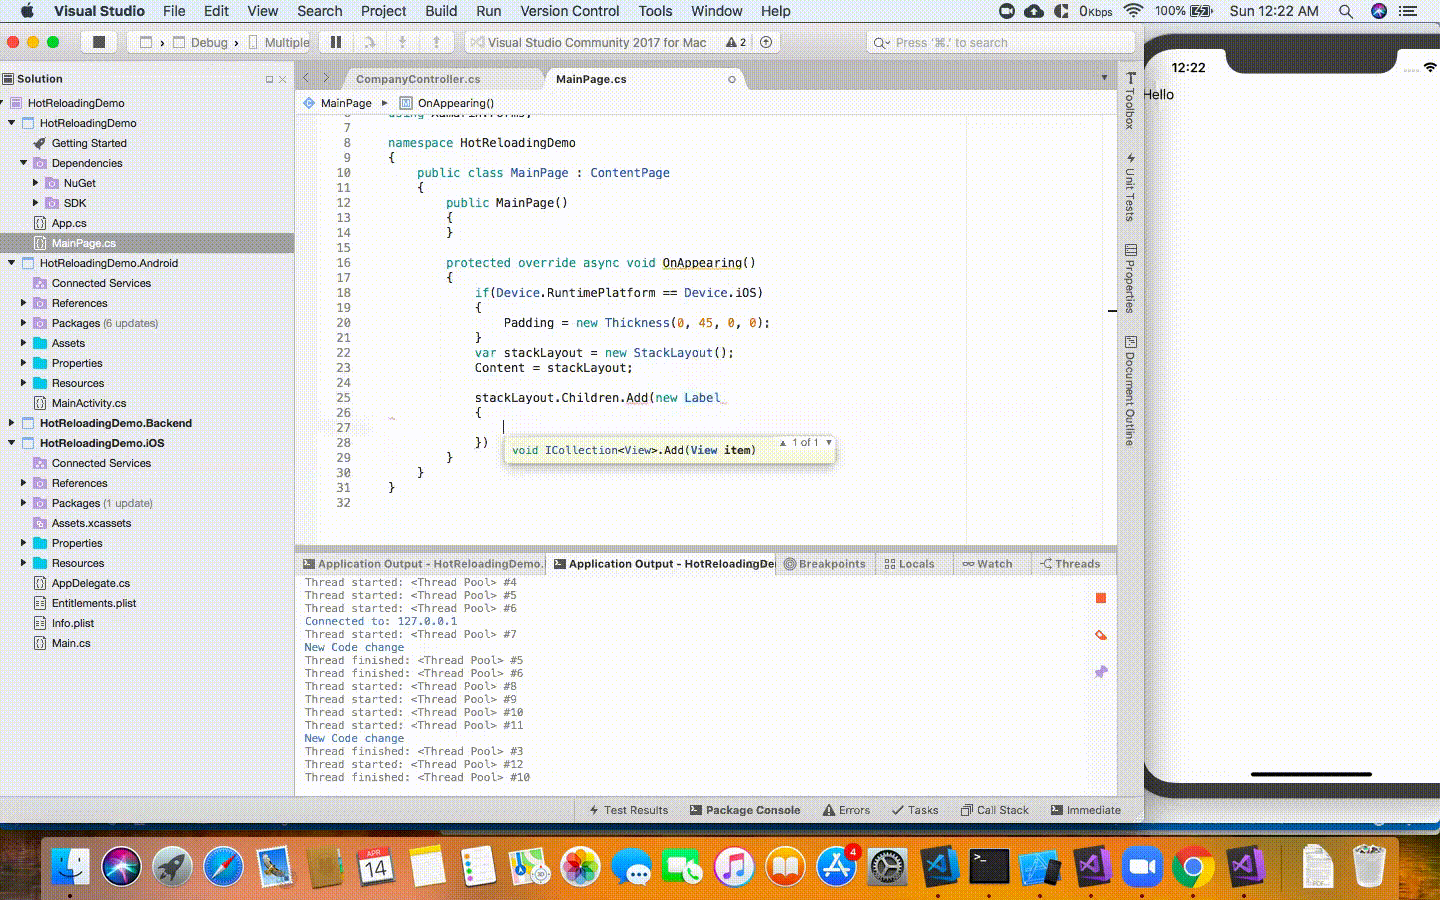 Visual Studio File Edit View Search Project Build Run Version Control Tools Window Help 0Kbps 100% Sun 12:22 AM
Debug Multiple Visual Studio Community 2017 for Mac 2 Press '⌘.' to search
Solution
HotReloadingDemo
HotReloadingDemo
Getting Started
Dependencies
NuGet
SDK
App.cs
MainPage.cs
HotReloadingDemo.Android
Connected Services
References
Packages (6 updates)
Assets
Properties
Resources
MainActivity.cs
HotReloadingDemo.Backend
HotReloadingDemo.iOS
Connected Services
References
Packages (1 update)
Assets.xcassets
Properties
Resources
AppDelegate.cs
Entitlements.plist
Info.plist
Main.cs
CompanyController.cs MainPage.cs
MainPage OnAppearing()
6 using Xamarin.Forms;
7
8 namespace HotReloadingDemo
9 {
10 public class MainPage : ContentPage
11 {
12 public MainPage()
13 {
14 }
15
16 protected override async void OnAppearing()
17 {
18 if(Device.RuntimePlatform == Device.iOS)
19 {
20 Padding = new Thickness(0, 45, 0, 0);
21 }
22 var stackLayout = new StackLayout();
23 Content = stackLayout;
24
25 stackLayout.Children.Add(new Label
26 {
27
28 })
29 }
30 }
31 }
32
1 of 1
void ICollection<View>.Add(View item)
Application Output - HotReloadingDemo. Application Output - HotReloadingDe Breakpoints Locals Watch Threads
Thread started: <Thread Pool> #4
Thread started: <Thread Pool> #5
Thread started: <Thread Pool> #6
Connected to: 127.0.0.1
Thread started: <Thread Pool> #7
New Code change
Thread finished: <Thread Pool> #5
Thread finished: <Thread Pool> #6
Thread started: <Thread Pool> #8
Thread started: <Thread Pool> #9
Thread started: <Thread Pool> #10
Thread started: <Thread Pool> #11
New Code change
Thread finished: <Thread Pool> #3
Thread started: <Thread Pool> #12
Thread finished: <Thread Pool> #10
Test Results Package Console Errors Tasks Call Stack Immediate
Toolbox
Unit Tests
Properties
Document Outline
12:22
Hello
APR
14
4
PDF